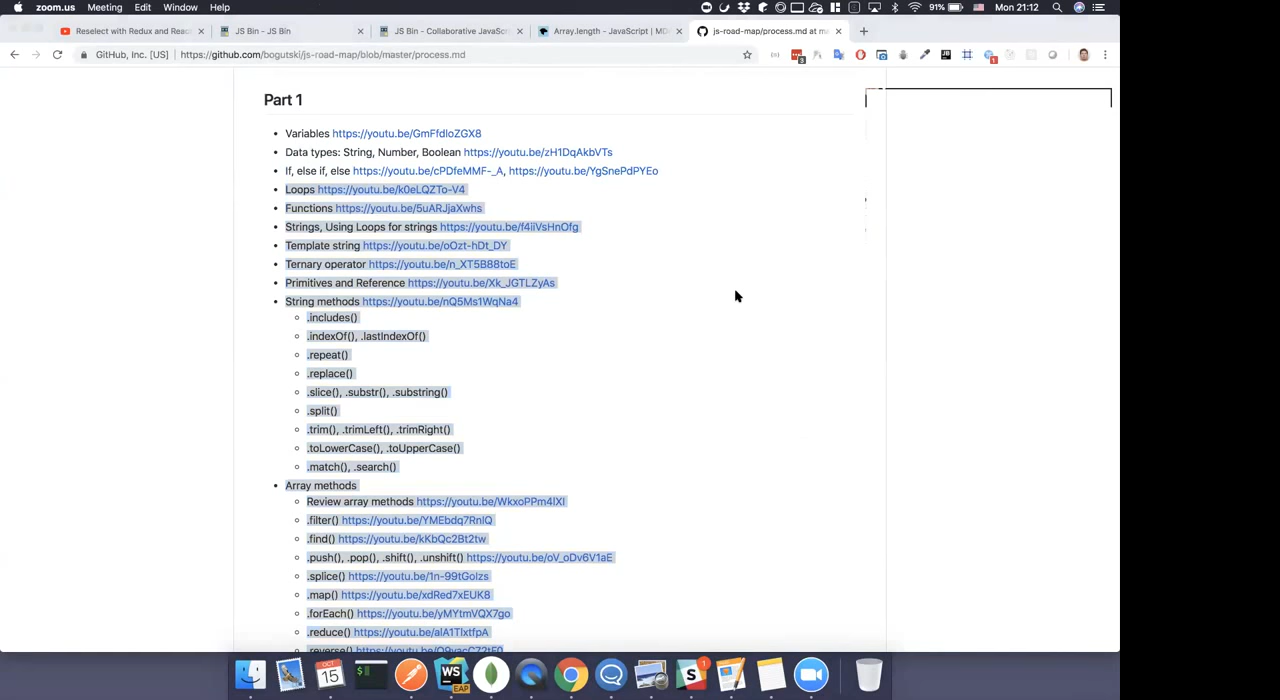 zoom.us Meeting Edit Window Help 91% Mon 21:12
Reselect with Redux and Reac JS Bin - JS Bin JS Bin - Collaborative JavaSc Array.length - JavaScript | MD js-road-map/process.md at m
GitHub, Inc. [US] https://github.com/bogutski/js-road-map/blob/master/process.md
Part 1
Variables https://youtu.be/GmFfdloZGX8
Data types: String, Number, Boolean https://youtu.be/zH1DqAkbVTs
If, else if, else https://youtu.be/cPDfeMMF-_A, https://youtu.be/YgSnePdPYEo
Loops https://youtu.be/k0eLQZTo-V4
Functions https://youtu.be/5uARJjaXwhs
Strings, Using Loops for strings https://youtu.be/f4iiVsHnOfg
Template string https://youtu.be/oOzt-hDt_DY
Ternary operator https://youtu.be/n_XT5B88toE
Primitives and Reference https://youtu.be/Xk_JGTLZyAs
String methods https://youtu.be/nQ5Ms1WqNa4
.includes()
.indexOf(), .lastIndexOf()
.repeat()
.replace()
.slice(), .substr(), .substring()
.split()
.trim(), .trimLeft(), .trimRight()
.toLowerCase(), .toUpperCase()
.match(), .search()
Array methods
Review array methods https://youtu.be/WkxoPPm4lXI
.filter() https://youtu.be/YMEbdq7RnlQ
.find() https://youtu.be/kKbQc2Bt2tw
.push(), .pop(), .shift(), .unshift() https://youtu.be/oV_oDv6V1aE
.splice() https://youtu.be/1n-99tGolzs
.map() https://youtu.be/xdRed7xEUK8
.forEach() https://youtu.be/yMYtmVQX7go
.reduce() https://youtu.be/alA1TlxtfpA
.reverse()
OCT
15
WS
EAP
1